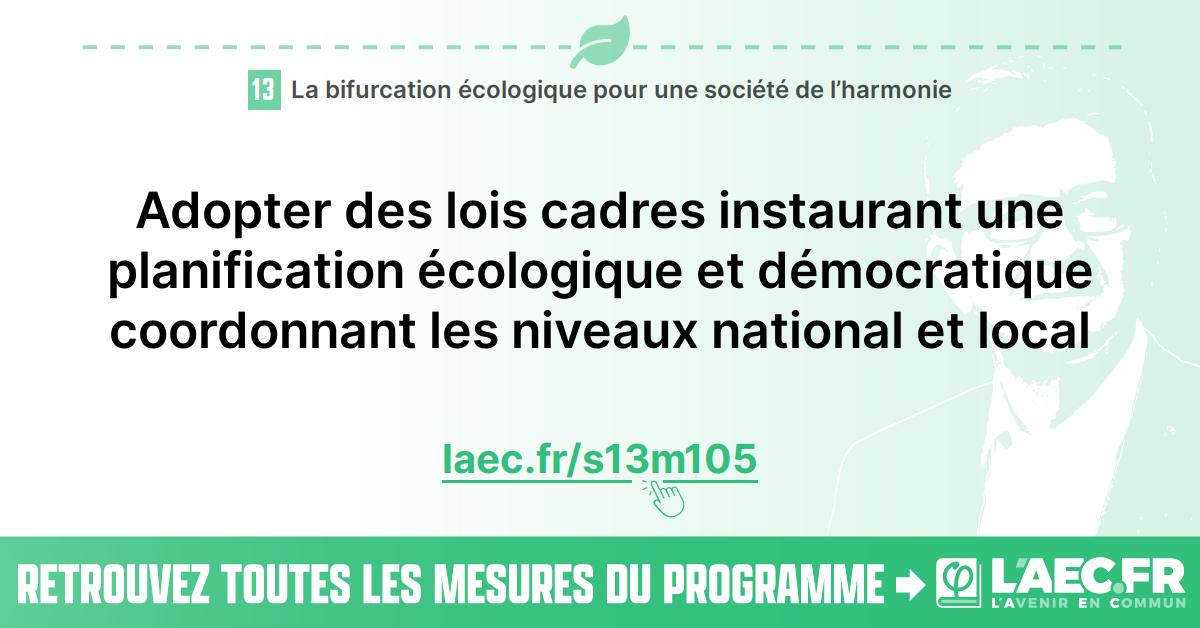 13 La bifurcation écologique pour une société de l’harmonie
Adopter des lois cadres instaurant une
planification écologique et démocratique
coordonnant les niveaux national et local
laec.fr/s13m105
RETROUVEZ TOUTES LES MESURES DU PROGRAMME
φ L'AEC.FR
L'AVENIR EN COMMUN